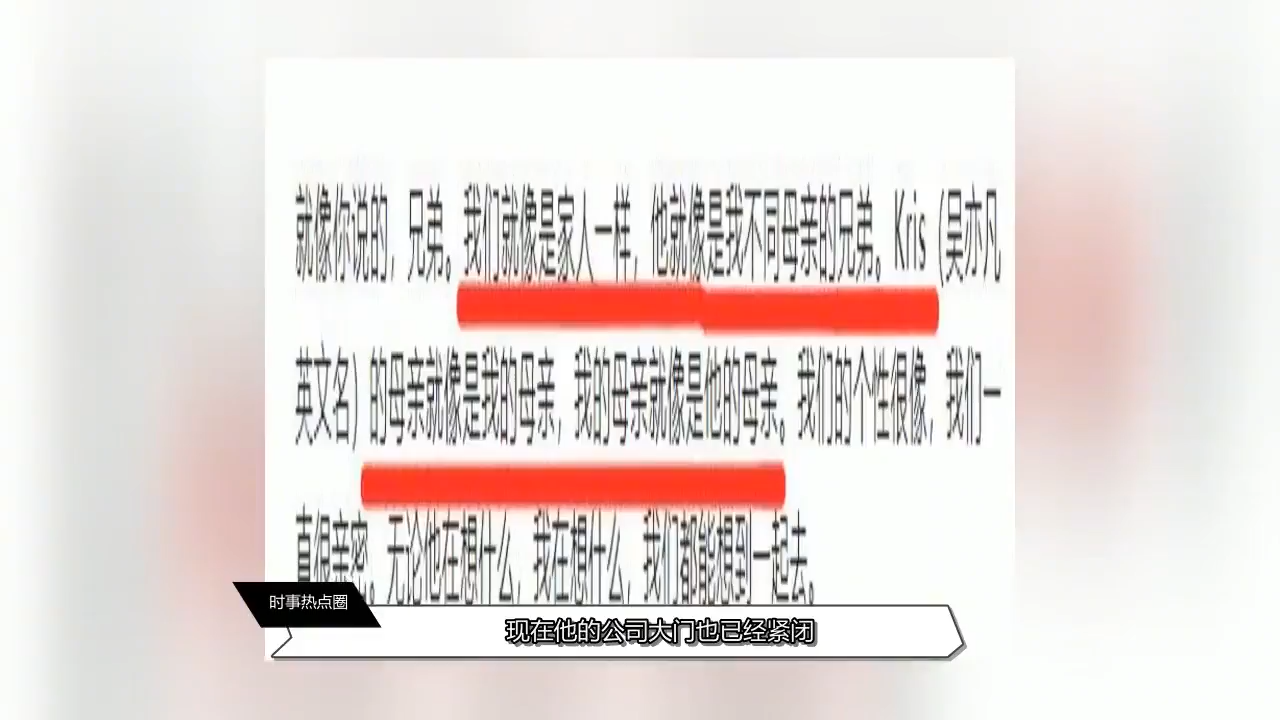 就像你说的，兄弟。我们就像是家人一样，他就像是我不同母亲的兄弟。Kris（吴亦凡
英文名）的母亲就像是我的母亲，我的母亲就像是他的母亲。我们的个性很像，我们一
直很亲密。无论他在想什么，我在想什么，我们都能想到一起去。
时事热点圈
现在他的公司大门也已经紧闭